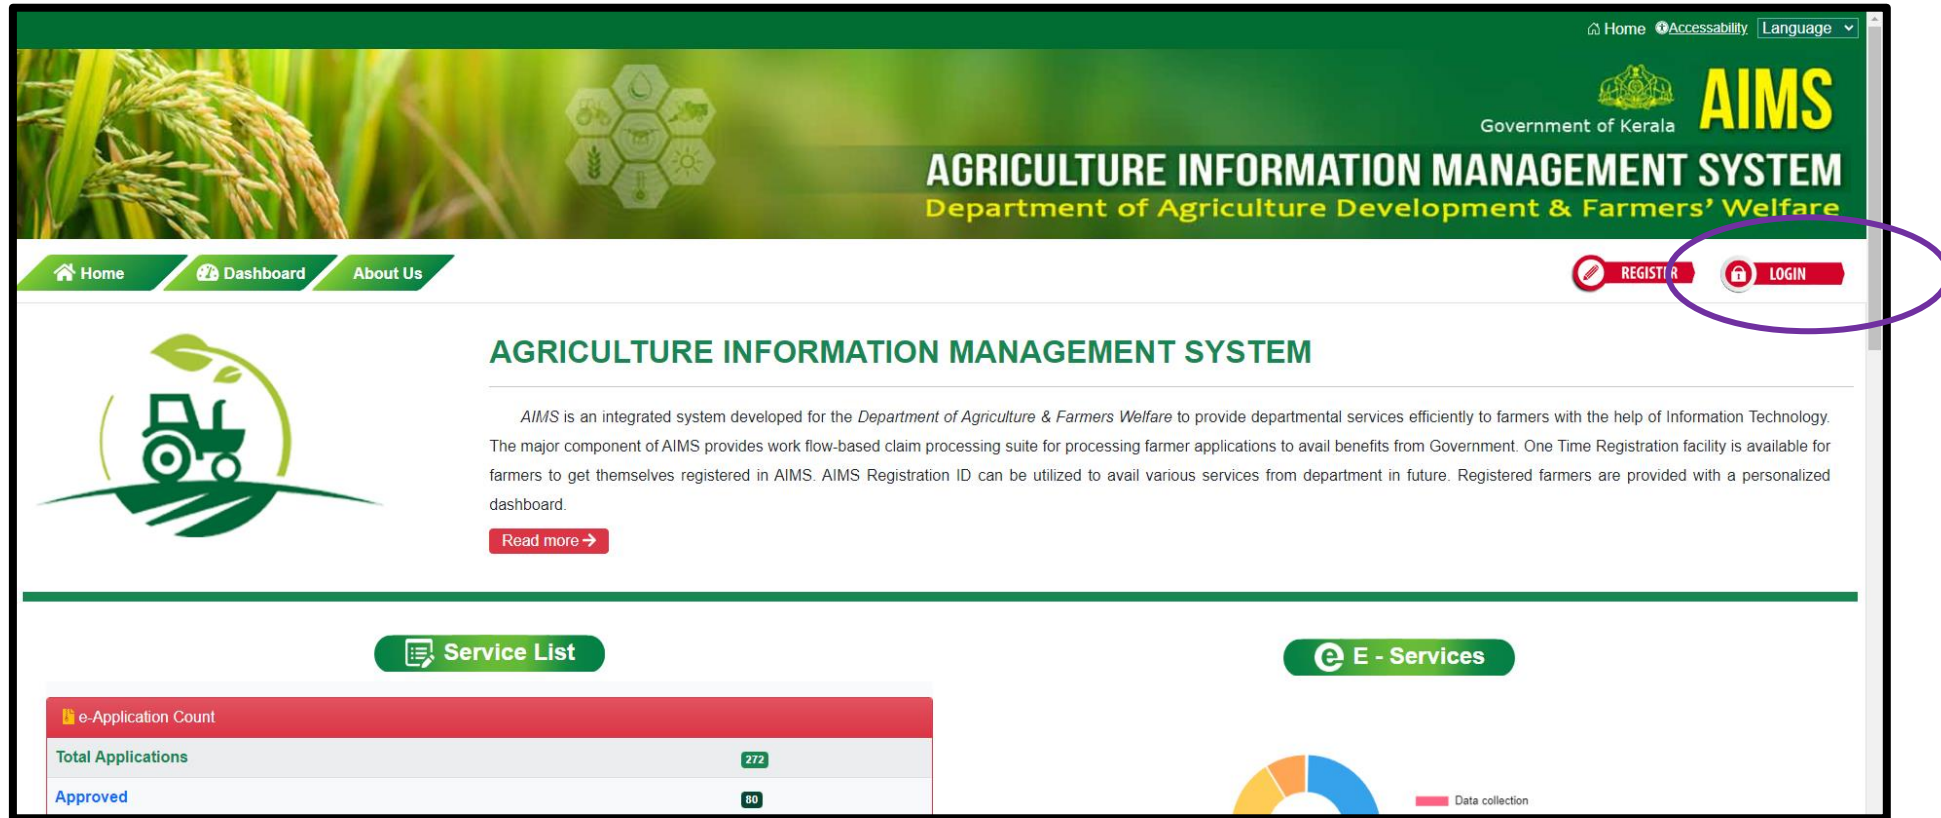 Home Accessability Language
AIMS
Government of Kerala
AGRICULTURE INFORMATION MANAGEMENT SYSTEM
Department of Agriculture Development & Farmers' Welfare
Home Dashboard About Us REGISTER LOGIN
AGRICULTURE INFORMATION MANAGEMENT SYSTEM
AIMS is an integrated system developed for the Department of Agriculture & Farmers Welfare to provide departmental services efficiently to farmers with the help of Information Technology.
The major component of AIMS provides work flow-based claim processing suite for processing farmer applications to avail benefits from Government. One Time Registration facility is available for
farmers to get themselves registered in AIMS. AIMS Registration ID can be utilized to avail various services from department in future. Registered farmers are provided with a personalized
dashboard.
Read more
Service List
E - Services
e-Application Count
Total Applications 272
Approved 80
Data collection